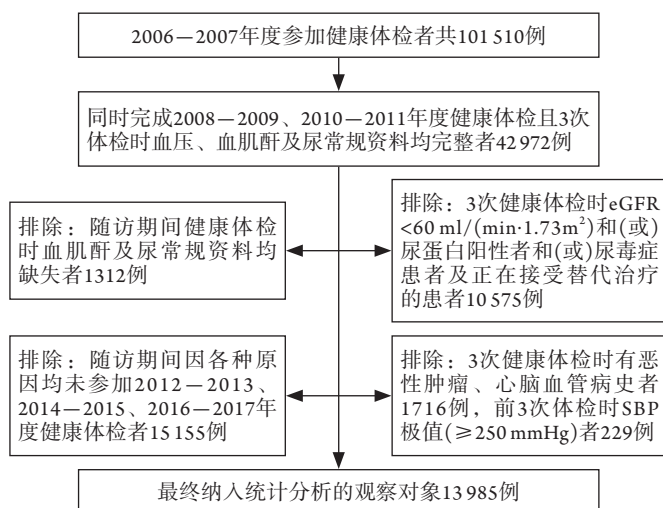 2006—2007年度参加健康体检者共101 510例
同时完成2008—2009、2010—2011年度健康体检且3次
体检时血压、血肌酐及尿常规资料均完整者42 972例
排除：随访期间健康体检
时血肌酐及尿常规资料均
缺失者1312例
排除：3次健康体检时eGFR
<60 ml/(min·1.73m²)和(或)
尿蛋白阳性者和(或)尿毒症
患者及正在接受替代治疗
的患者10 575例
排除：随访期间因各种原
因均未参加2012—2013、
2014—2015、2016—2017年
度健康体检者15 155例
排除：3次健康体检时有恶
性肿瘤、心脑血管病史者
1716例，前3次体检时SBP
极值(≥250 mmHg)者229例
最终纳入统计分析的观察对象13 985例